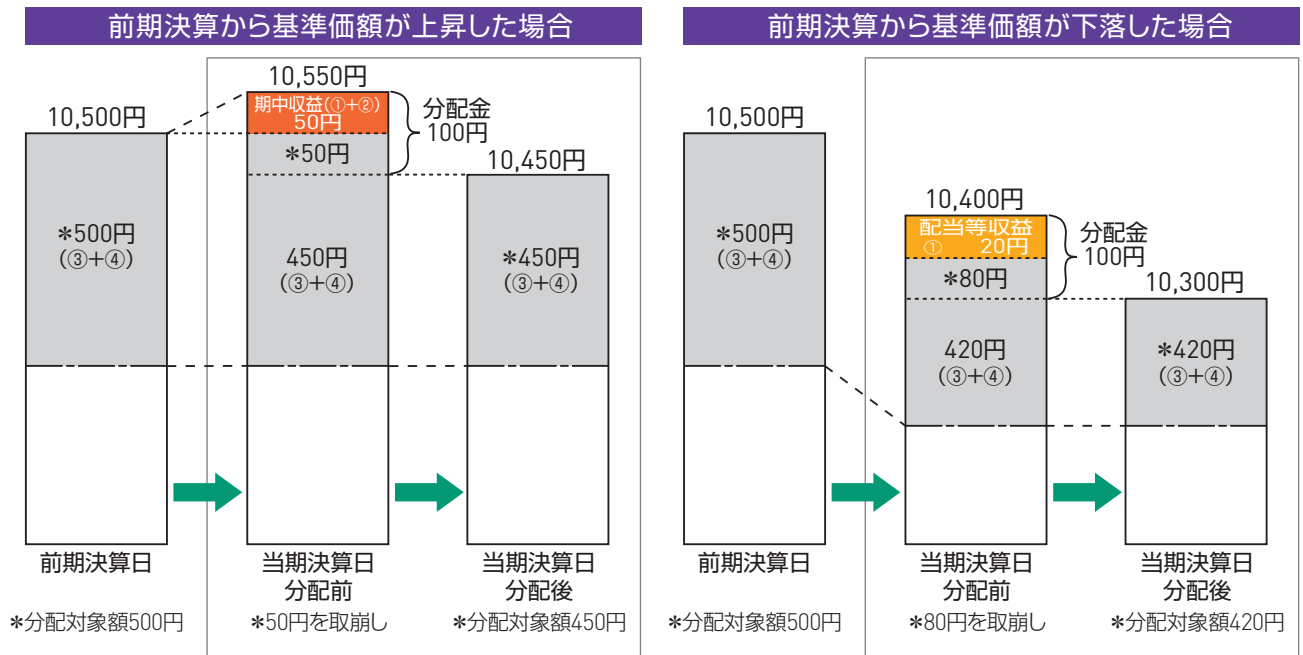 前期決算から基準価額が上昇した場合
10,550円
期中収益(①+②)
50円
分配金
100円
10,500円
*50円
10,450円
*500円
(③+④)
450円
(③+④)
*450円
(③+④)
前期決算日
当期決算日
分配前
当期決算日
分配後
*分配対象額500円
*50円を取崩し
*分配対象額450円
前期決算から基準価額が下落した場合
10,500円
10,400円
配当等収益
① 20円
分配金
100円
*500円
(③+④)
*80円
10,300円
420円
(③+④)
*420円
(③+④)
前期決算日
当期決算日
分配前
当期決算日
分配後
*分配対象額500円
*80円を取崩し
*分配対象額420円